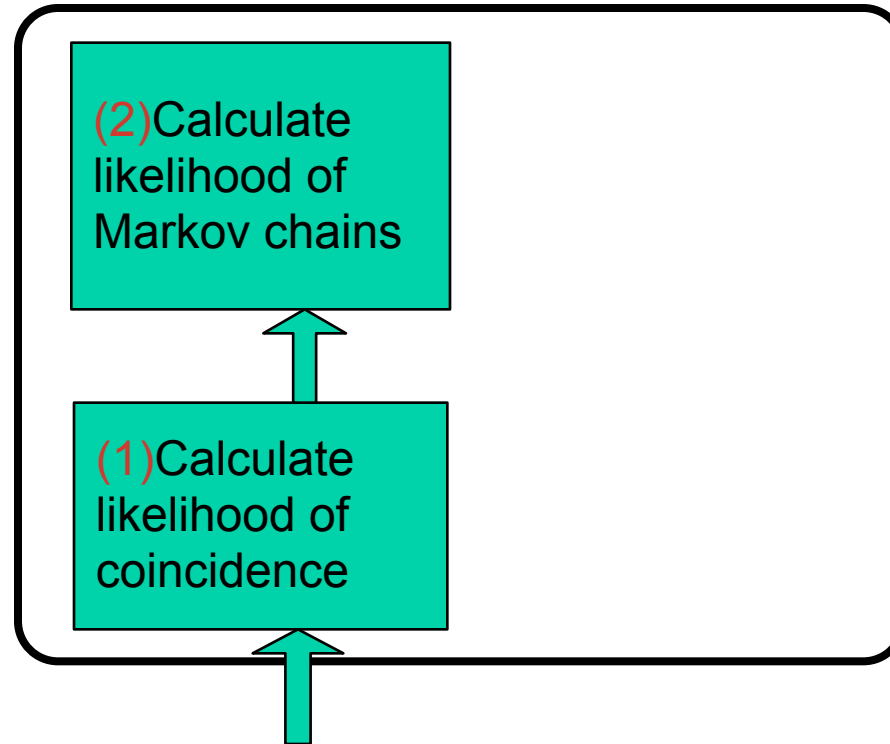 (2)Calculate
likelihood of
Markov chains
(1)Calculate
likelihood of
coincidence